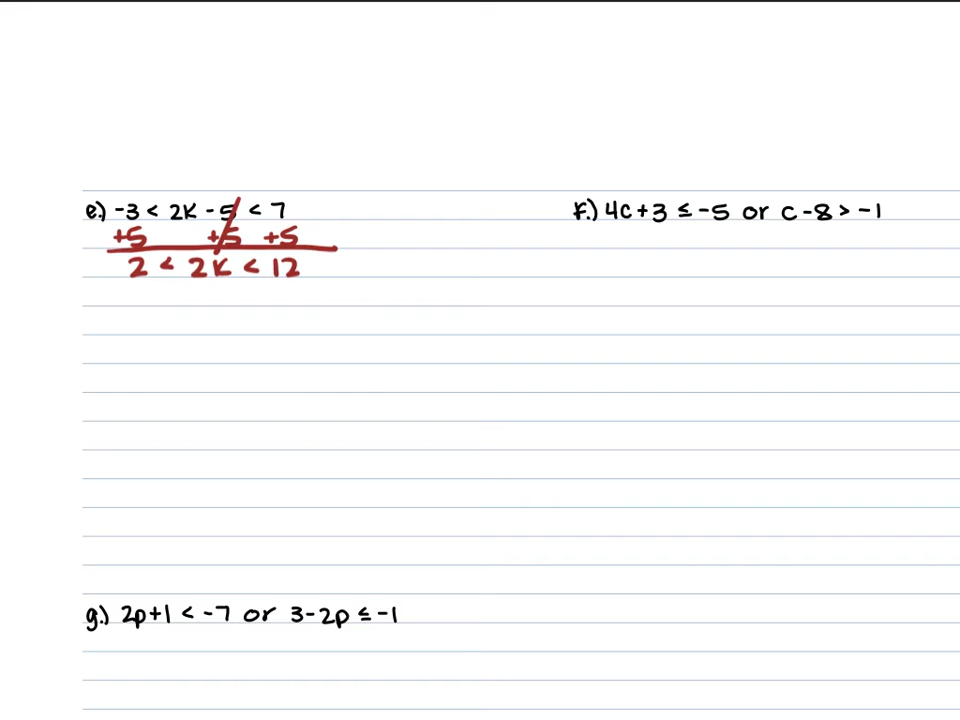 e.) -3 < 2k - 5 < 7
+5 +5 +5
2 < 2k < 12
f.) 4c + 3 ≤ -5 or c - 8 > -1
g.) 2p + 1 < -7 or 3 - 2p ≤ -1